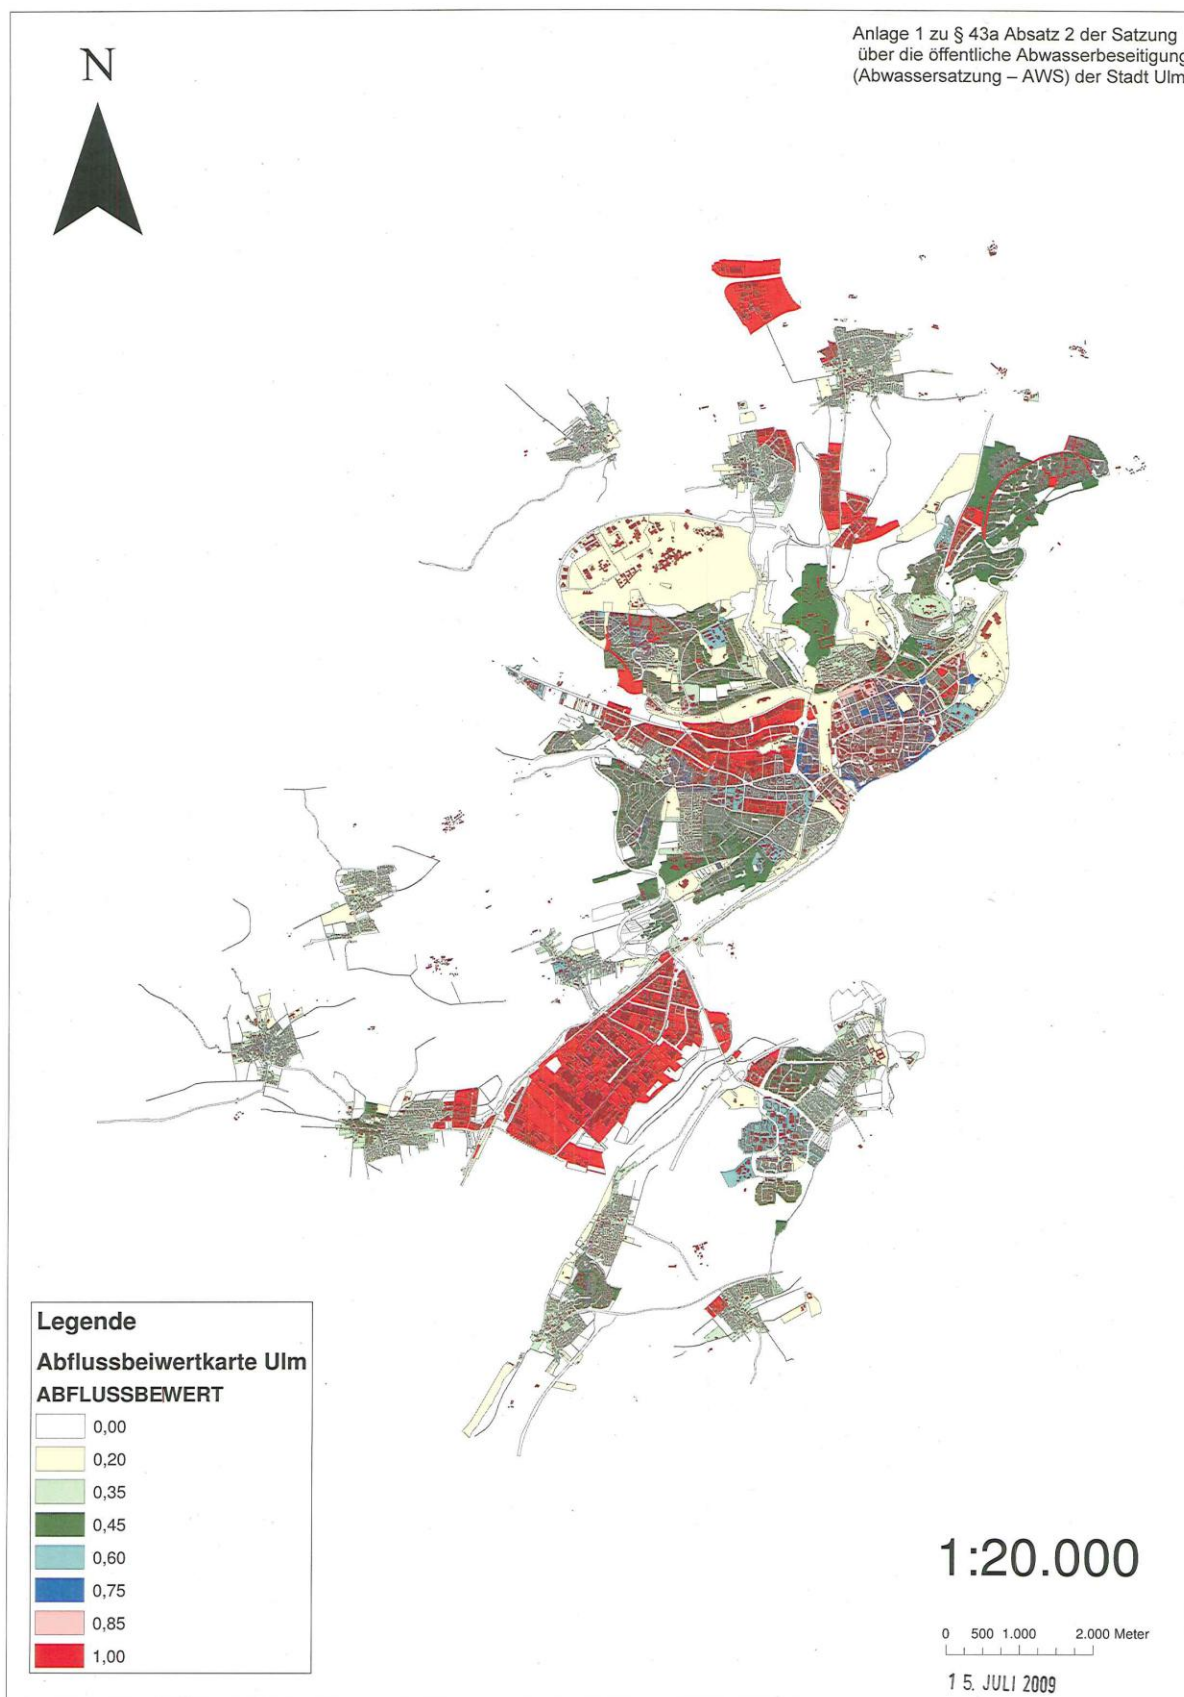 Anlage 1 zu § 43a Absatz 2 der Satzung
über die öffentliche Abwasserbeseitigung
(Abwassersatzung – AWS) der Stadt Ulm
N
Legende
Abflussbeiwertkarte Ulm
ABFLUSSBEWERT
0,00
0,20
0,35
0,45
0,60
0,75
0,85
1,00
1:20.000
0 500 1.000 2.000 Meter
15. JULI 2009